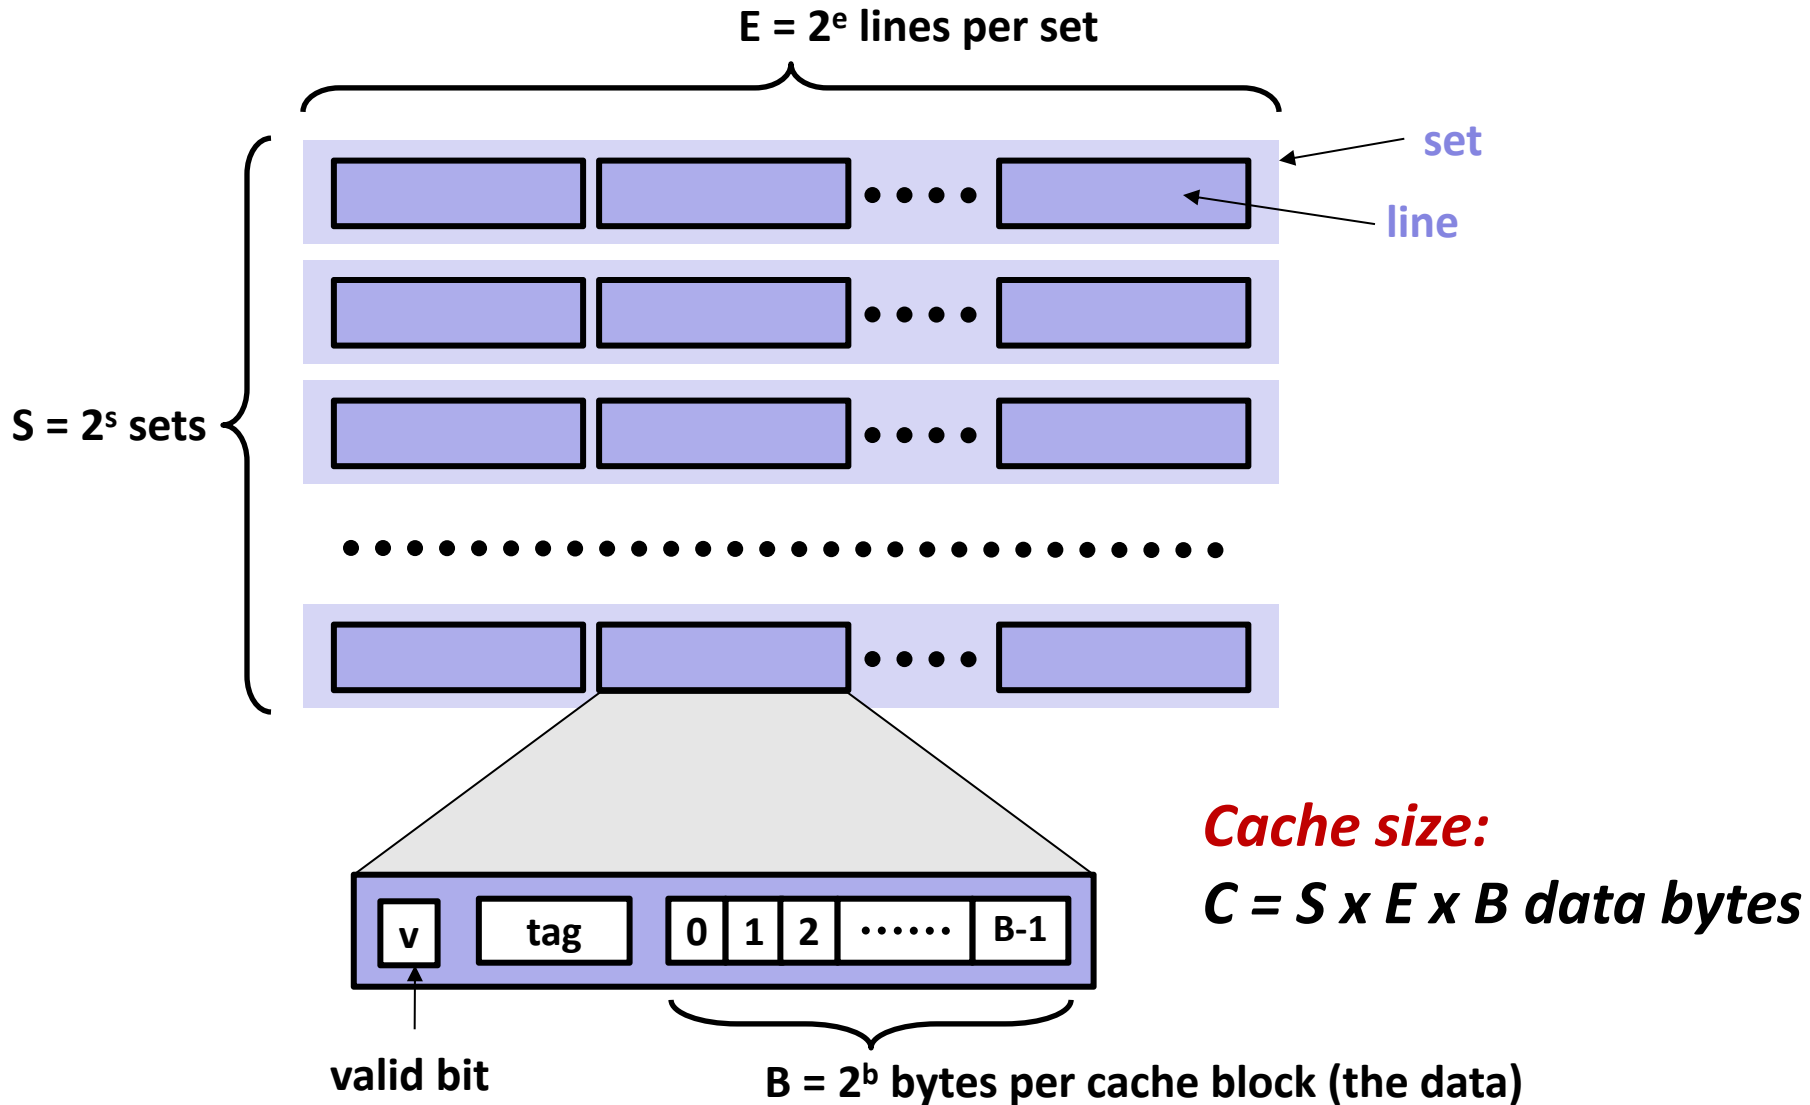 E = 2ᵉ lines per set
set
line
S = 2ˢ sets
Cache size:
C = S x E x B data bytes
v
tag
0 1 2 •••••• B-1
valid bit
B = 2ᵇ bytes per cache block (the data)